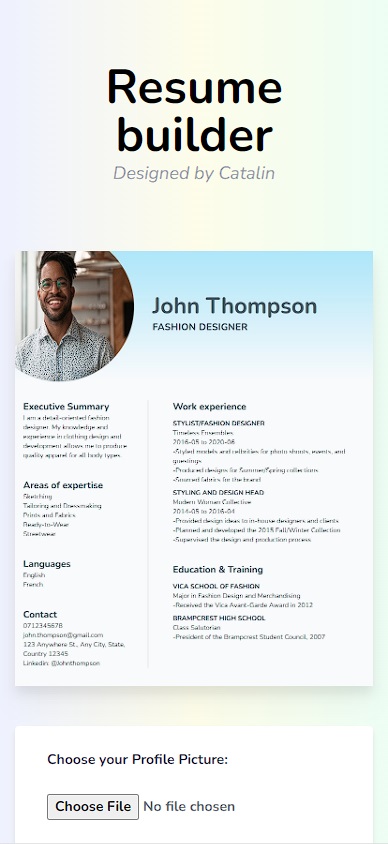 Resume
builder
Designed by Catalin
John Thompson
FASHION DESIGNER
Executive Summary
I am a detail-oriented fashion
designer. My knowledge and
experience in clothing design and
development allows me to produce
quality apparel for all body types.
Areas of expertise
Sketching
Tailoring and Dressmaking
Prints and Fabrics
Ready-to-Wear
Streetwear
Languages
English
French
Contact
0712345678
john.thompson@gmail.com
123 Anywhere St., Any City, State,
Country 12345
Linkedin: @Johnthompson
Work experience
STYLIST/FASHION DESIGNER
Timeless Ensembles
2016-05 to 2020-06
-Styled models and celbrities for photo shoots, events, and
guestings
-Produced designs for Summer/Spring collections
-Sourced fabrics for the brand
STYLING AND DESIGN HEAD
Modern Woman Collective
2014-05 to 2016-04
-Provided design ideas to in-house designers and clients
-Planned and developed the 2015 Fall/Winter Collection
-Supervised the design and production process
Education & Training
VICA SCHOOL OF FASHION
Major in Fashion Design and Merchandising
-Received the Vica Avant-Garde Award in 2012
BRAMPCREST HIGH SCHOOL
Class Salutorian
-President of the Brampcrest Student Council, 2007
Choose your Profile Picture:
Choose File No file chosen